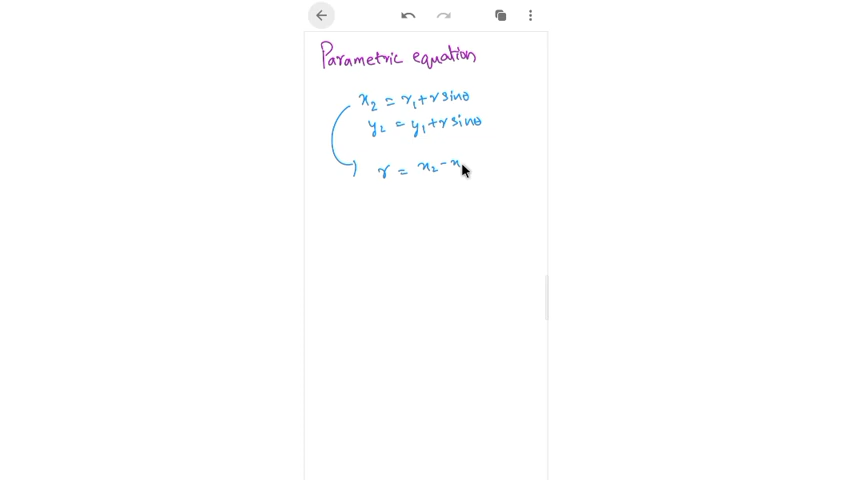 Parametric equation
x₂ = x₁ + r sinθ
y₂ = y₁ + r sinθ
r = x₂ - x